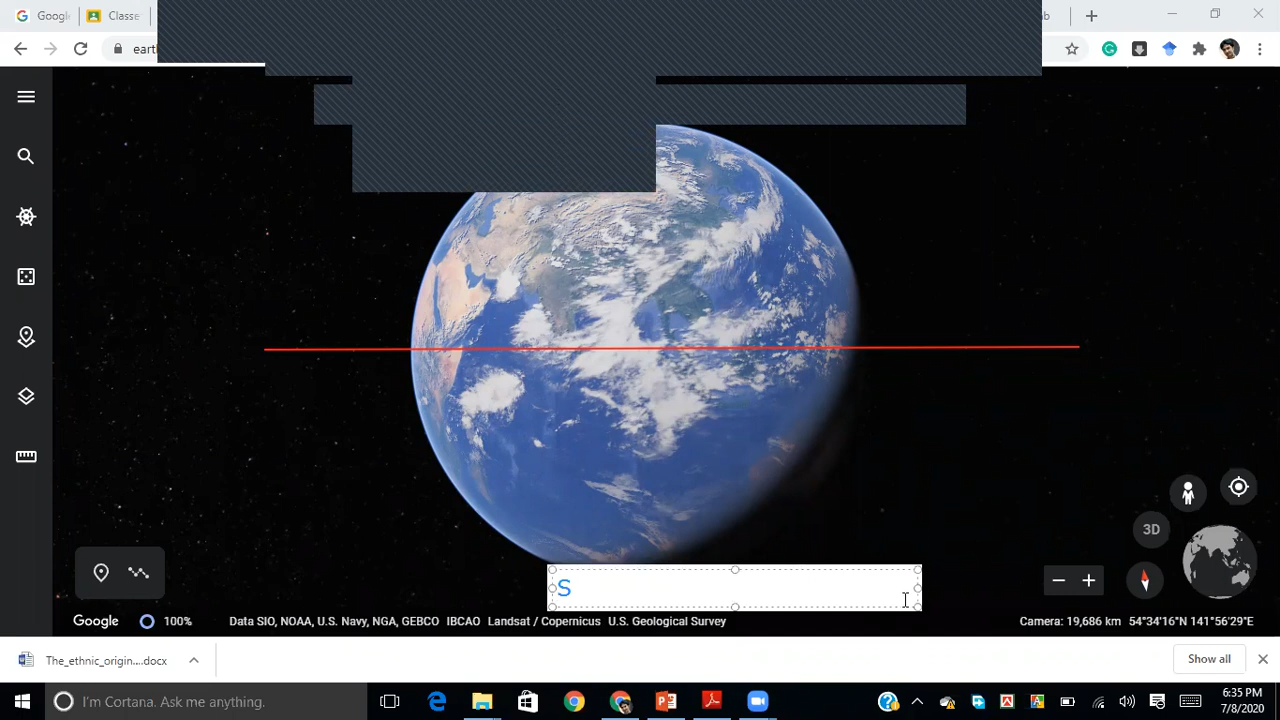 Google
Classe
b
earth
S
3D
Google 100% Data SIO, NOAA, U.S. Navy, NGA, GEBCO IBCAO Landsat / Copernicus U.S. Geological Survey Camera: 19,686 km 54°34'16"N 141°56'29"E
The_ethnic_origin....docx
Show all
I'm Cortana. Ask me anything.
6:35 PM
7/8/2020